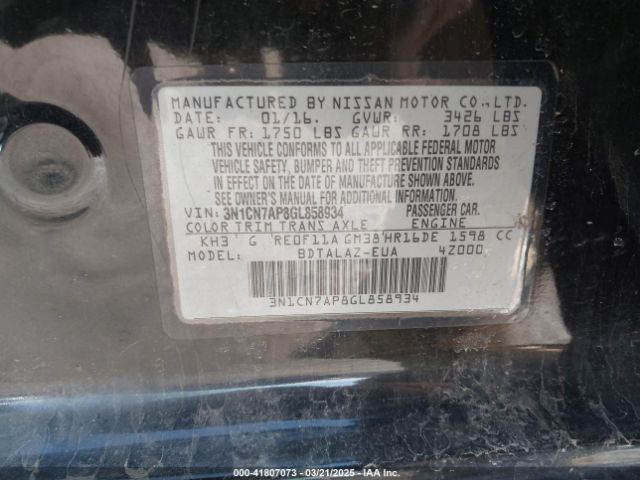 MANUFACTURED BY NISSAN MOTOR CO., LTD.
DATE: 01/16. GVWR: 3426 LBS
GAWR FR: 1750 LBS GAWR RR: 1708 LBS
THIS VEHICLE CONFORMS TO ALL APPLICABLE FEDERAL MOTOR
VEHICLE SAFETY, BUMPER AND THEFT PREVENTION STANDARDS
IN EFFECT ON THE DATE OF MANUFACTURE SHOWN ABOVE.
SEE OWNER'S MANUAL FOR ADDITIONAL INFORMATION.
VIN: 3N1CN7AP8GL858934 PASSENGER CAR.
COLOR TRIM TRANS AXLE ENGINE
KH3 G RE0F11A GM38 HR16DE 1598 CC
MODEL: BDTALAZ-EUA 4Z000
3N1CN7AP8GL858934
000-41807073 — 03/21/2025 — IAA Inc.